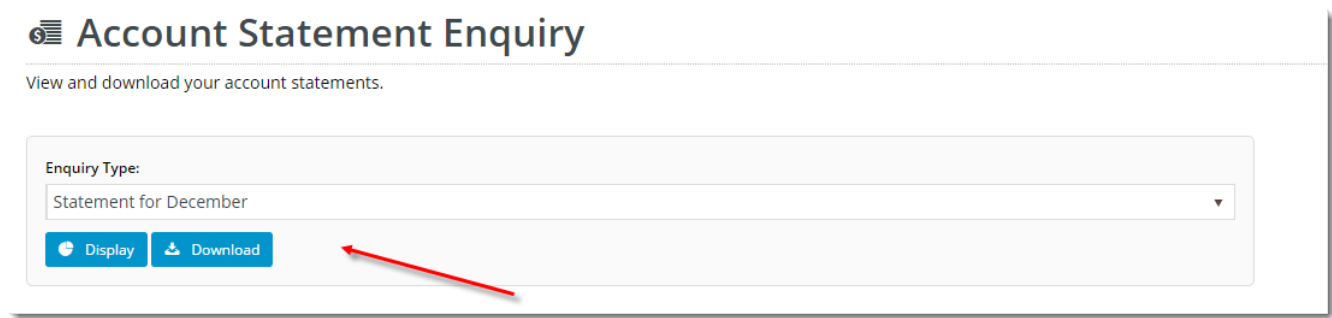 Account Statement Enquiry
View and download your account statements.
Enquiry Type:
Statement for December
Display Download